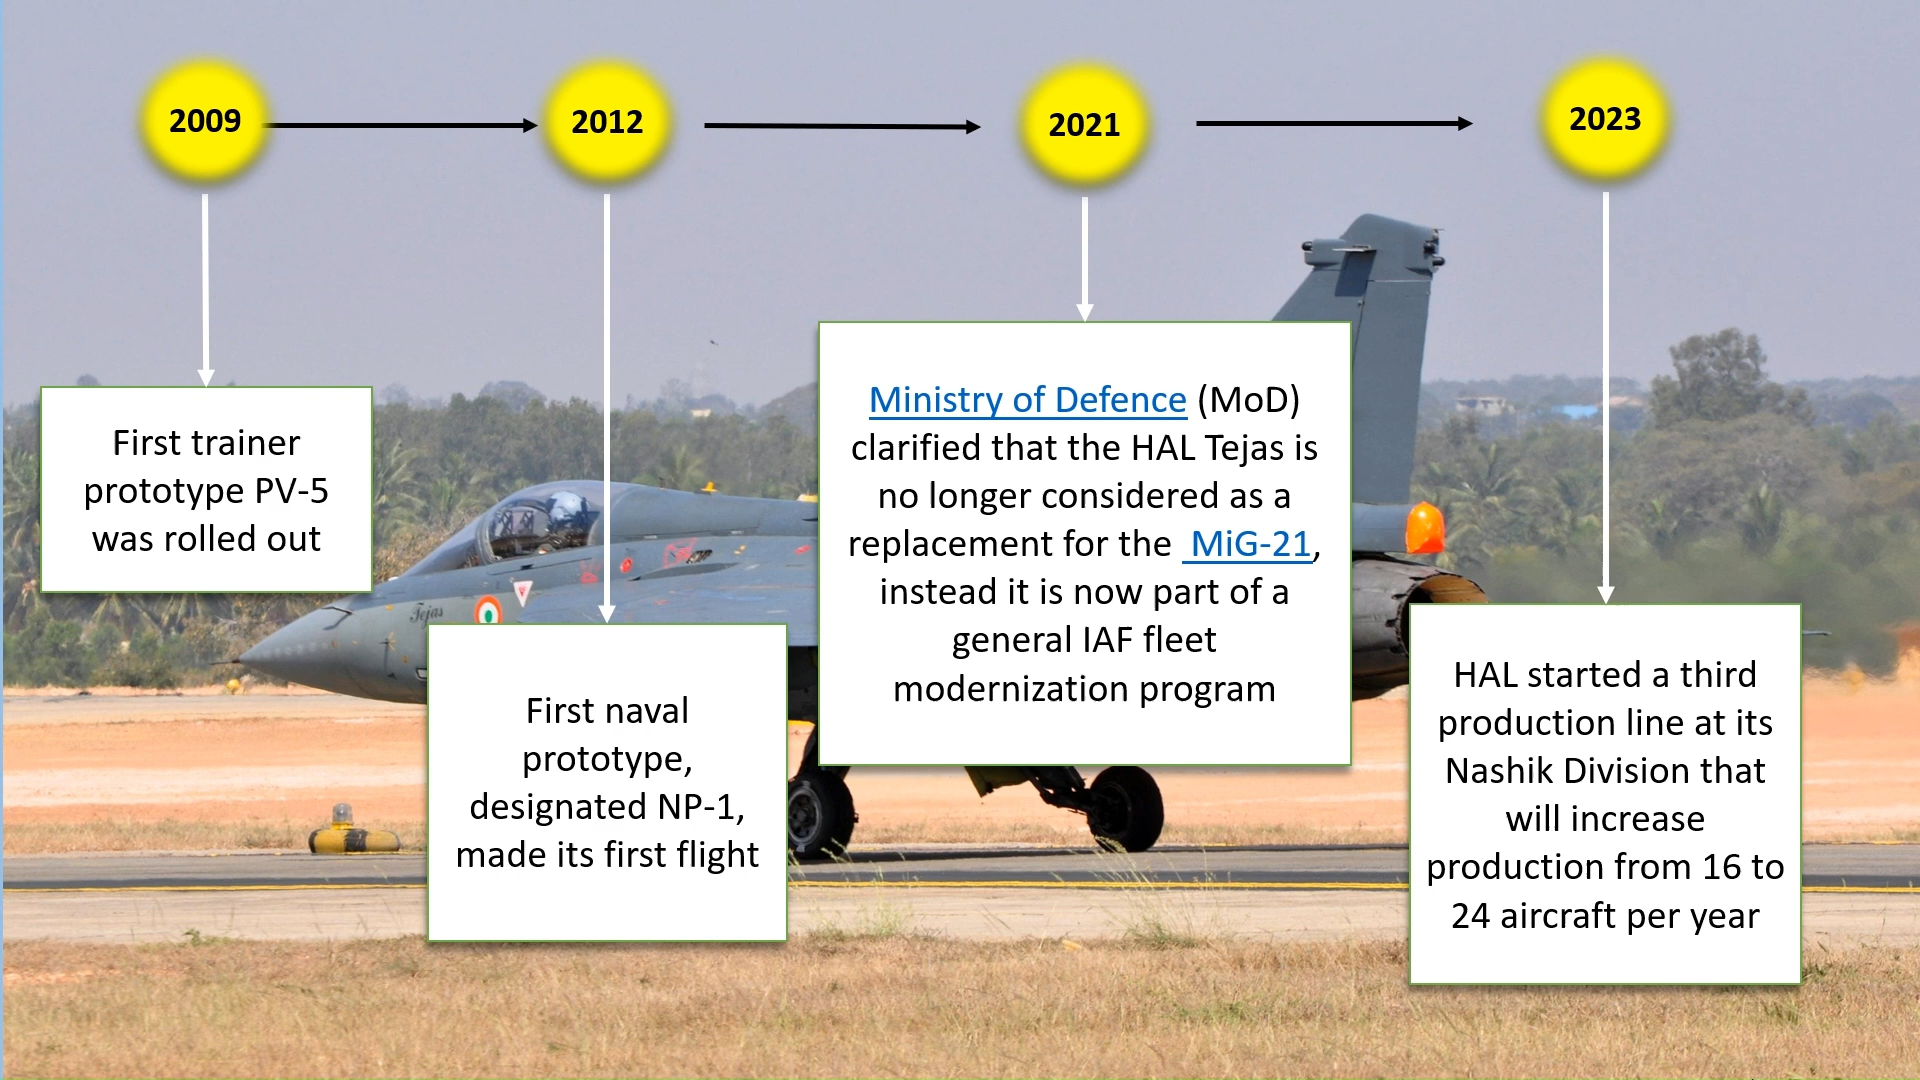 2009
2012
2021
2023
First trainer
prototype PV-5
was rolled out
First naval
prototype,
designated NP-1,
made its first flight
Ministry of Defence (MoD)
clarified that the HAL Tejas is
no longer considered as a
replacement for the  MiG-21,
instead it is now part of a
general IAF fleet
modernization program
HAL started a third
production line at its
Nashik Division that
will increase
production from 16 to
24 aircraft per year
Tejas